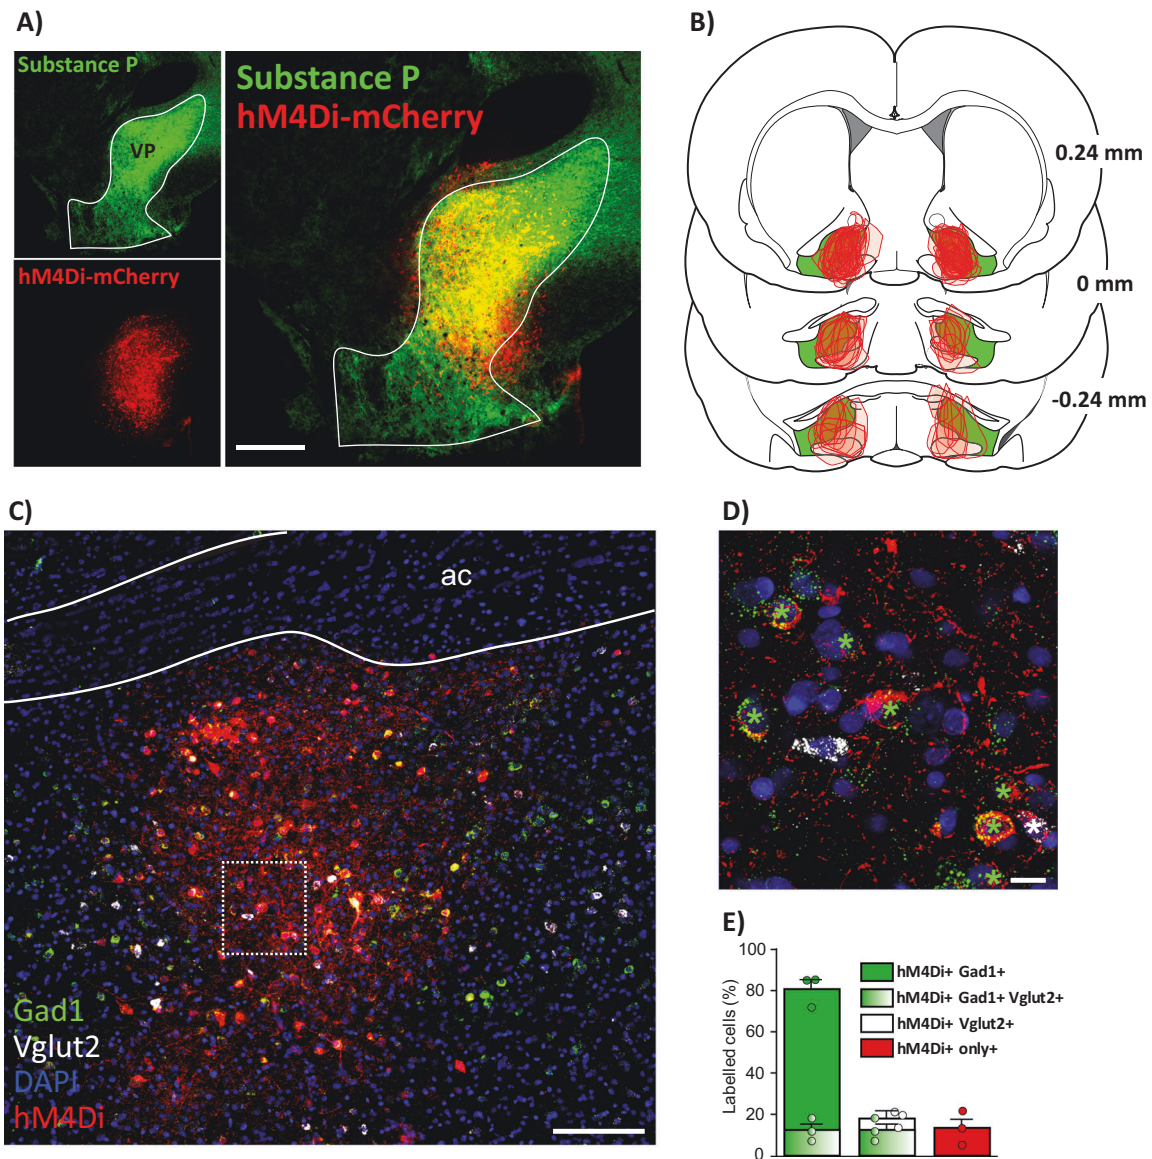 A)
Substance P
VP
hM4Di-mCherry
Substance P
hM4Di-mCherry
B)
0.24 mm
0 mm
-0.24 mm
C)
ac
Gad1
Vglut2
DAPI
hM4Di
D)
*
*
*
*
*
*
*
*
E)
Labelled cells (%)
100
80
60
40
20
0
hM4Di+ Gad1+
hM4Di+ Gad1+ Vglut2+
hM4Di+ Vglut2+
hM4Di+ only+